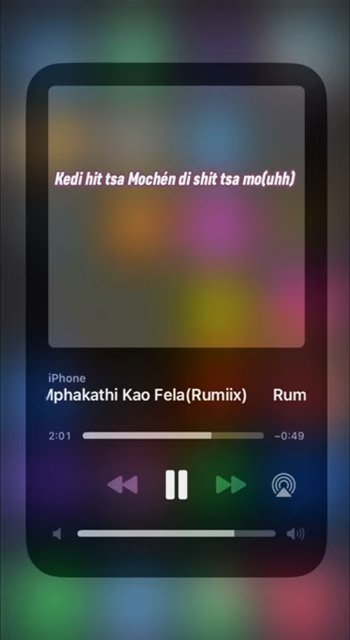 Kedi hit tsa Mochén di shit tsa mo(uhh)
iPhone
Mphakathi Kao Fela(Rumiix) Rum
2:01 -0:49